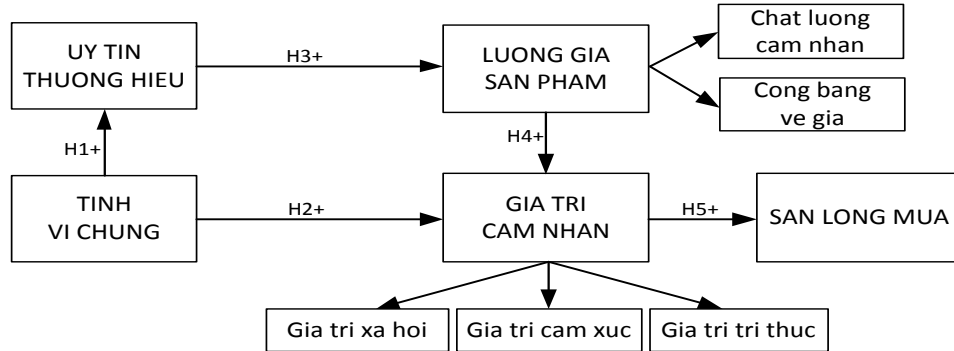 UY TIN
THUONG HIEU
H3+
LUONG GIA
SAN PHAM
Chat luong
cam nhan
Cong bang
ve gia
H1+
H4+
TINH
VI CHUNG
H2+
GIA TRI
CAM NHAN
H5+
SAN LONG MUA
Gia tri xa hoi
Gia tri cam xuc
Gia tri tri thuc